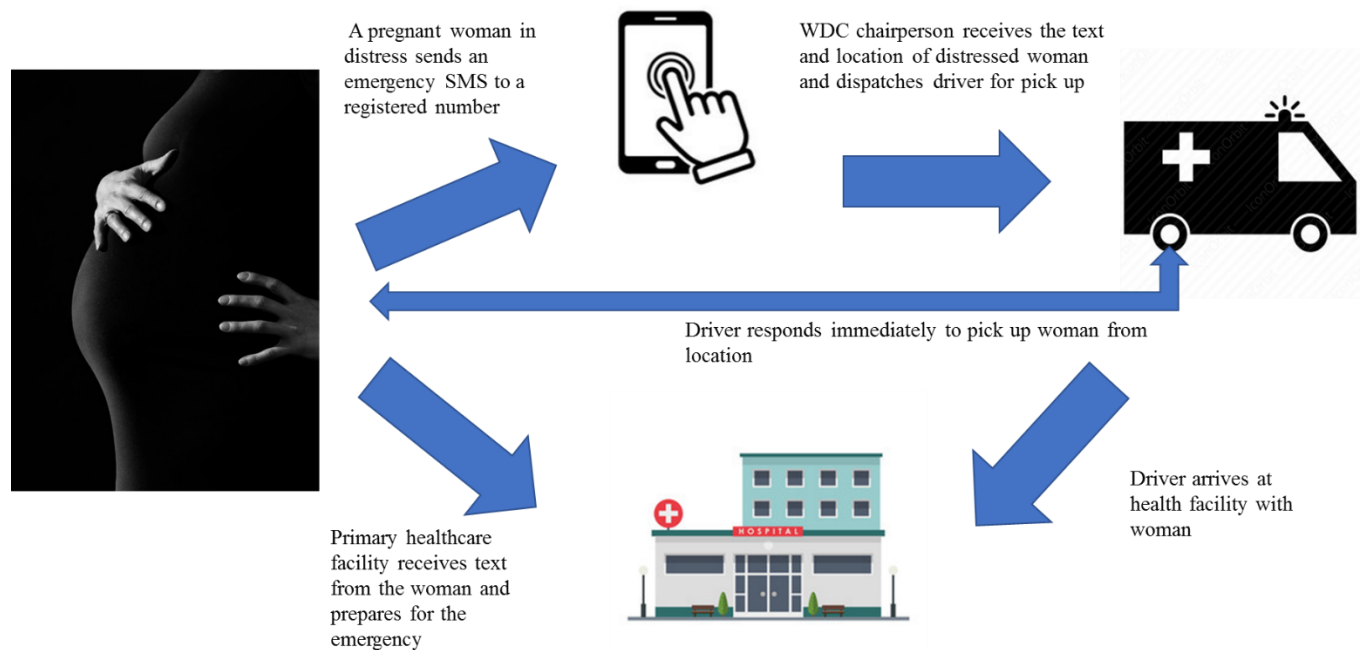 A pregnant woman in
distress sends an
emergency SMS to a
registered number
WDC chairperson receives the text
and location of distressed woman
and dispatches driver for pick up
Driver responds immediately to pick up woman from
location
Driver arrives at
health facility with
woman
HOSPITAL
Primary healthcare
facility receives text
from the woman and
prepares for the
emergency